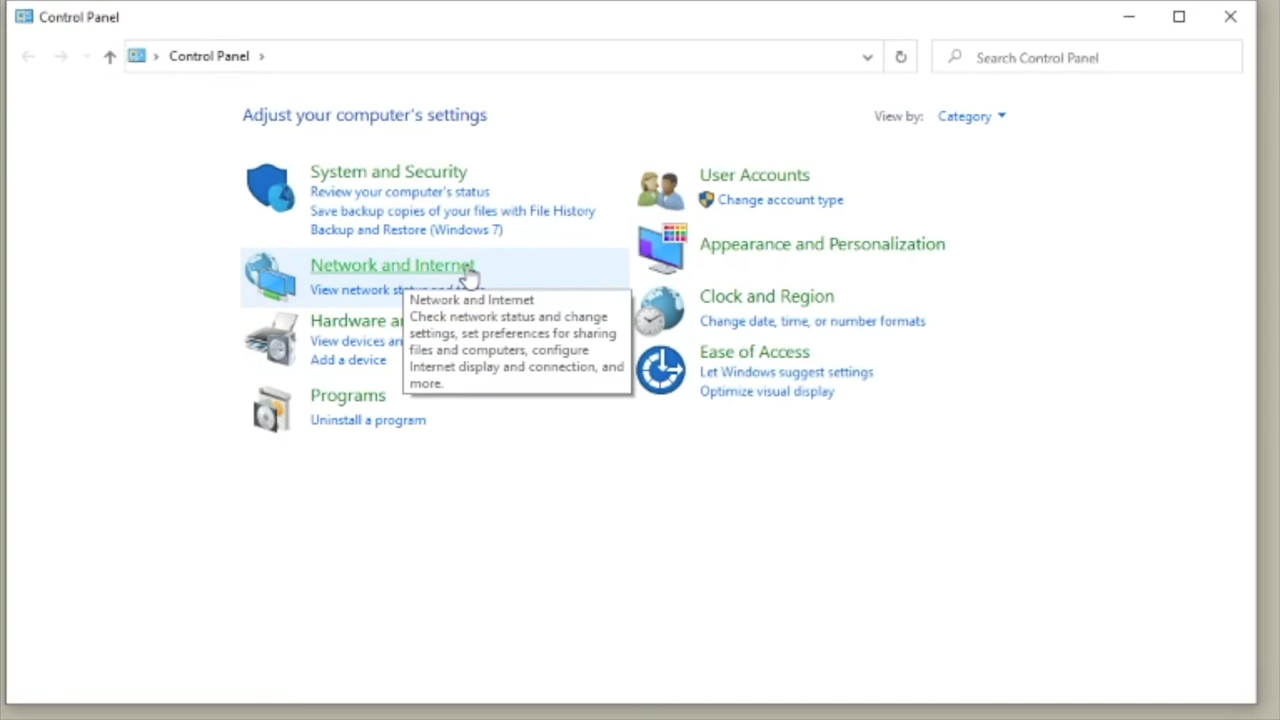 Control Panel
Control Panel
Search Control Panel
Adjust your computer's settings
View by: Category
System and Security
Review your computer's status
Save backup copies of your files with File History
Backup and Restore (Windows 7)
Network and Internet
View network
Network and Internet
Check network status and change
settings, set preferences for sharing
files and computers, configure
Internet display and connection, and
more.
Hardware
View devices
Add a device
Programs
Uninstall a program
User Accounts
Change account type
Appearance and Personalization
Clock and Region
Change date, time, or number formats
Ease of Access
Let Windows suggest settings
Optimize visual display